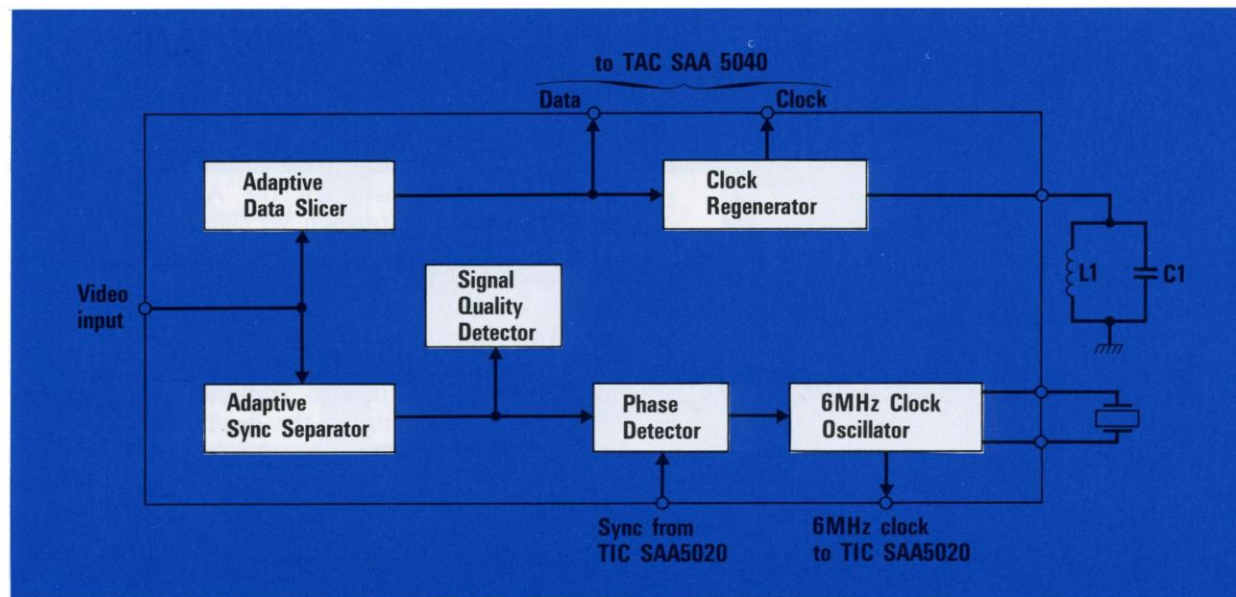 to TAC SAA 5040
Data
Clock
Adaptive
Data Slicer
Clock
Regenerator
Signal
Quality
Detector
L1
C1
Video
input
Adaptive
Sync Separator
Phase
Detector
6MHz Clock
Oscillator
Sync from
TIC SAA5020
6MHz clock
to TIC SAA5020